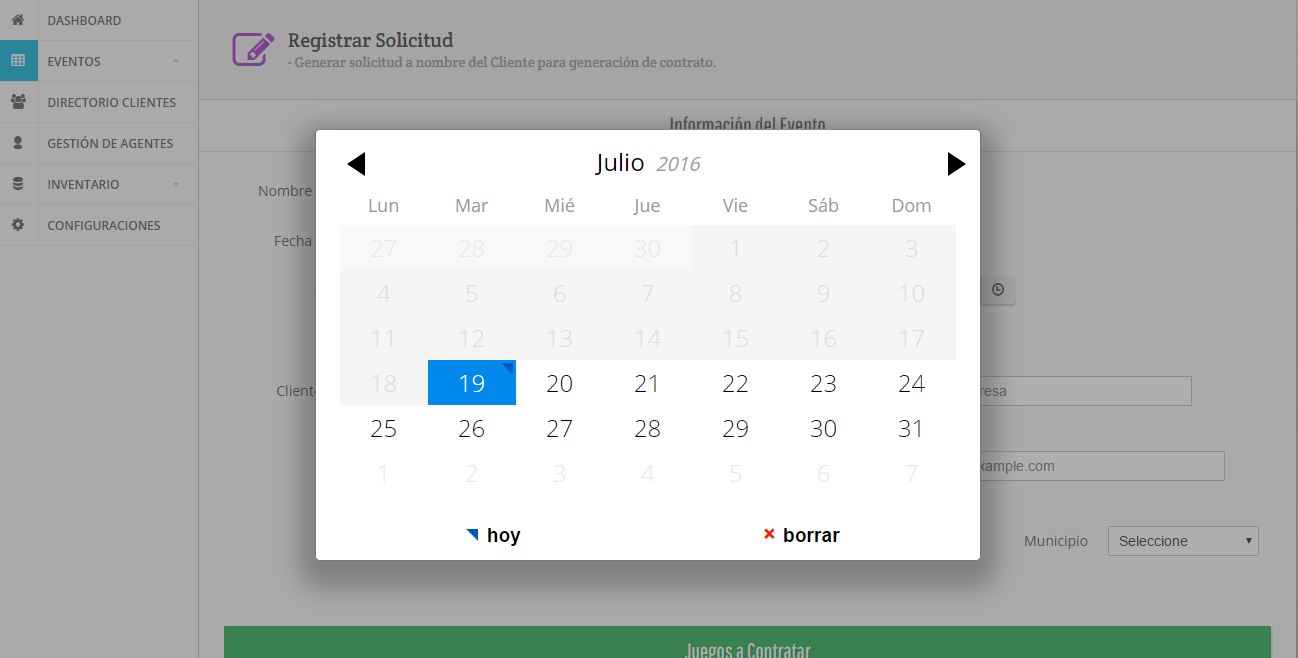 DASHBOARD
EVENTOS
DIRECTORIO CLIENTES
GESTIÓN DE AGENTES
INVENTARIO
CONFIGURACIONES
Registrar Solicitud
- Generar solicitud a nombre del Cliente para generación de contrato.
Información del Evento
Nombre
Fecha
Julio 2016
Lun Mar Mié Jue Vie Sáb Dom
27 28 29 30 1 2 3
4 5 6 7 8 9 10
11 12 13 14 15 16 17
18 19 20 21 22 23 24
25 26 27 28 29 30 31
1 2 3 4 5 6 7
hoy borrar
Cliente
resa
xample.com
Municipio Seleccione
Juegos a Contratar